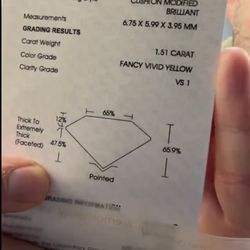 CUSHION MODIFIED
BRILLIANT
Measurements 6.75 X 5.99 X 3.95 MM
GRADING RESULTS
Carat Weight 1.51 CARAT
Color Grade FANCY VIVID YELLOW
Clarity Grade VS 1
65%
12%
Thick To
Extremely
Thick
(Faceted)
47.5%
65.9%
Pointed
GRADING INFORMATION